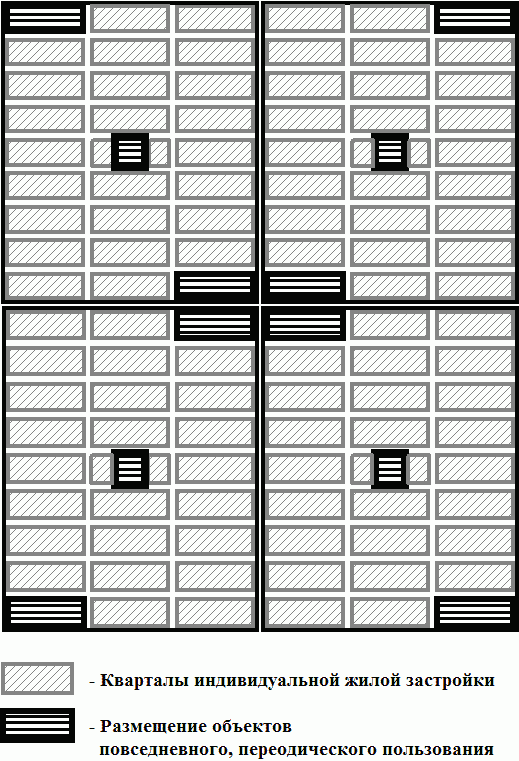 - Кварталы индивидуальной жилой застройки
- Размещение объектов
повседневного, переодического пользования